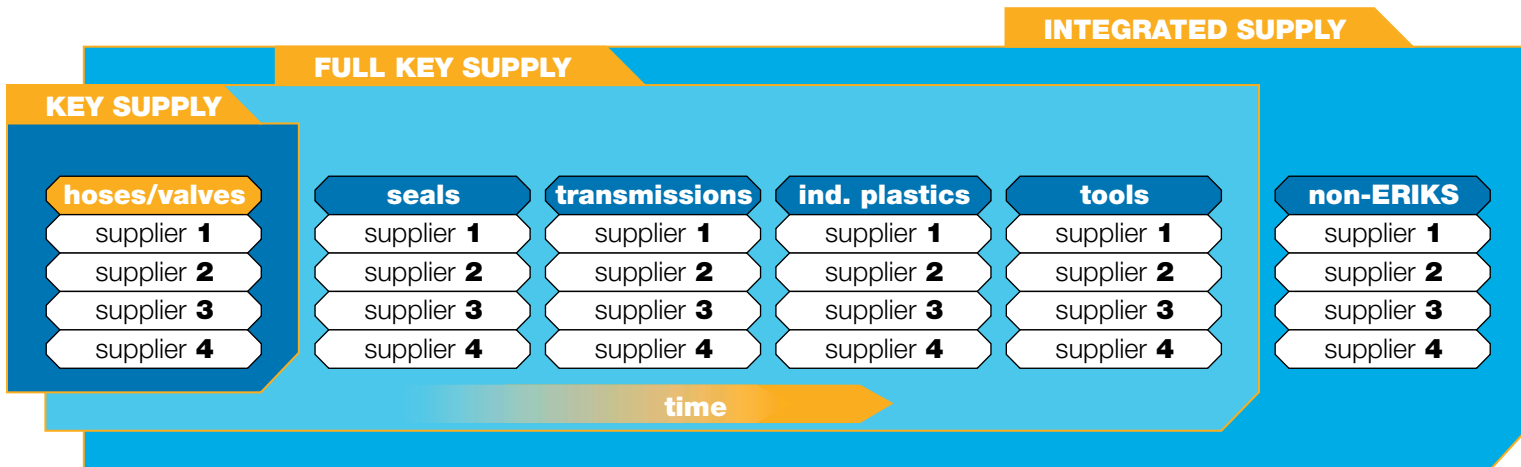 INTEGRATED SUPPLY
FULL KEY SUPPLY
KEY SUPPLY
hoses/valves
supplier 1
supplier 2
supplier 3
supplier 4
seals
supplier 1
supplier 2
supplier 3
supplier 4
transmissions
supplier 1
supplier 2
supplier 3
supplier 4
ind. plastics
supplier 1
supplier 2
supplier 3
supplier 4
tools
supplier 1
supplier 2
supplier 3
supplier 4
non-ERIKS
supplier 1
supplier 2
supplier 3
supplier 4
time